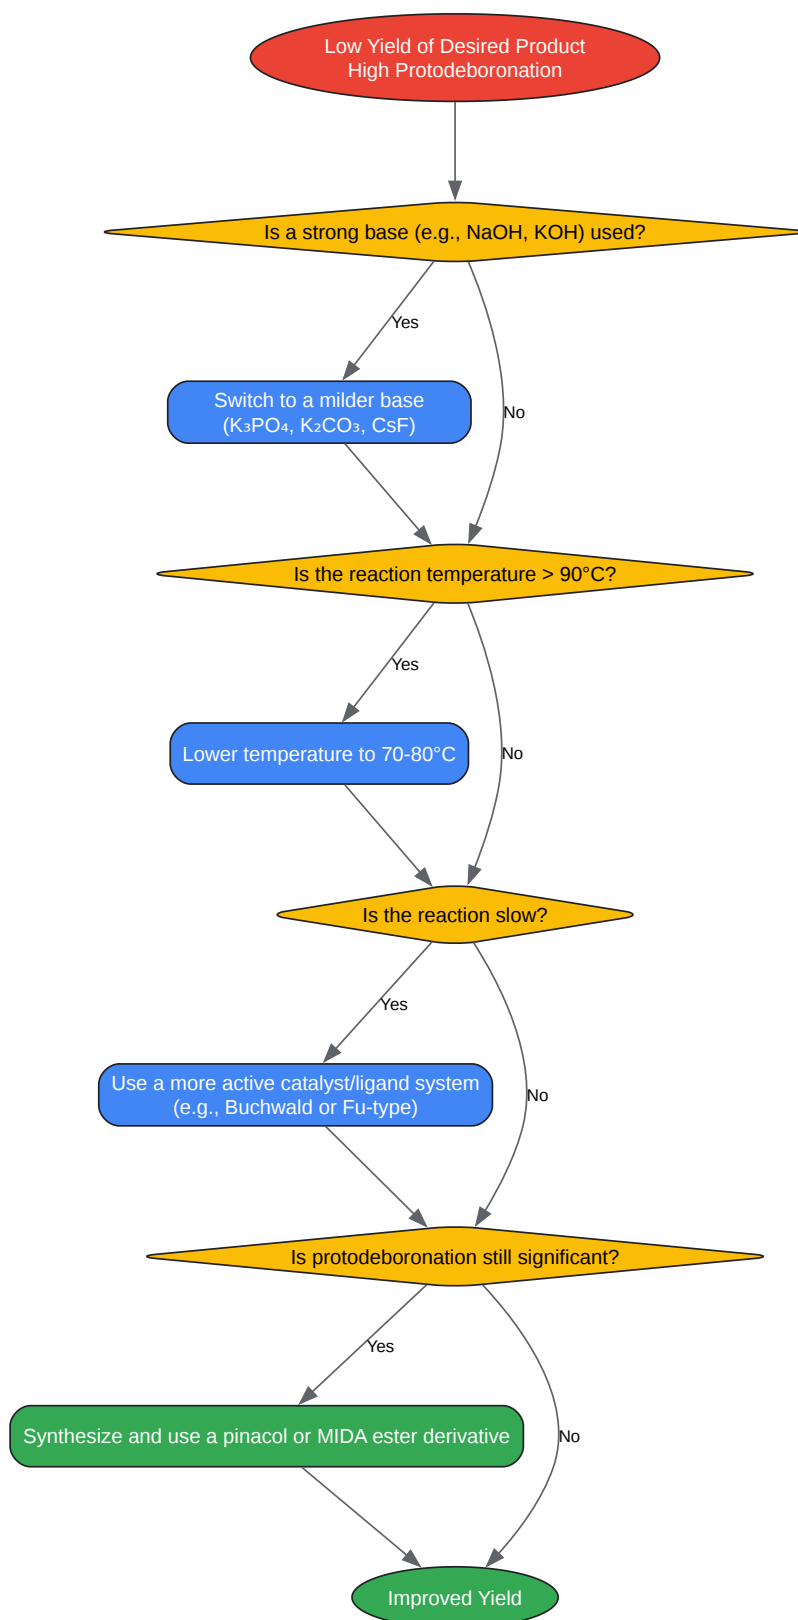 Low Yield of Desired Product
High Protodeboronation
Is a strong base (e.g., NaOH, KOH) used?
Yes
No
Switch to a milder base
(K₃PO₄, K₂CO₃, CsF)
Is the reaction temperature > 90°C?
Yes
No
Lower temperature to 70-80°C
Is the reaction slow?
Yes
No
Use a more active catalyst/ligand system
(e.g., Buchwald or Fu-type)
Is protodeboronation still significant?
Yes
No
Synthesize and use a pinacol or MIDA ester derivative
Improved Yield